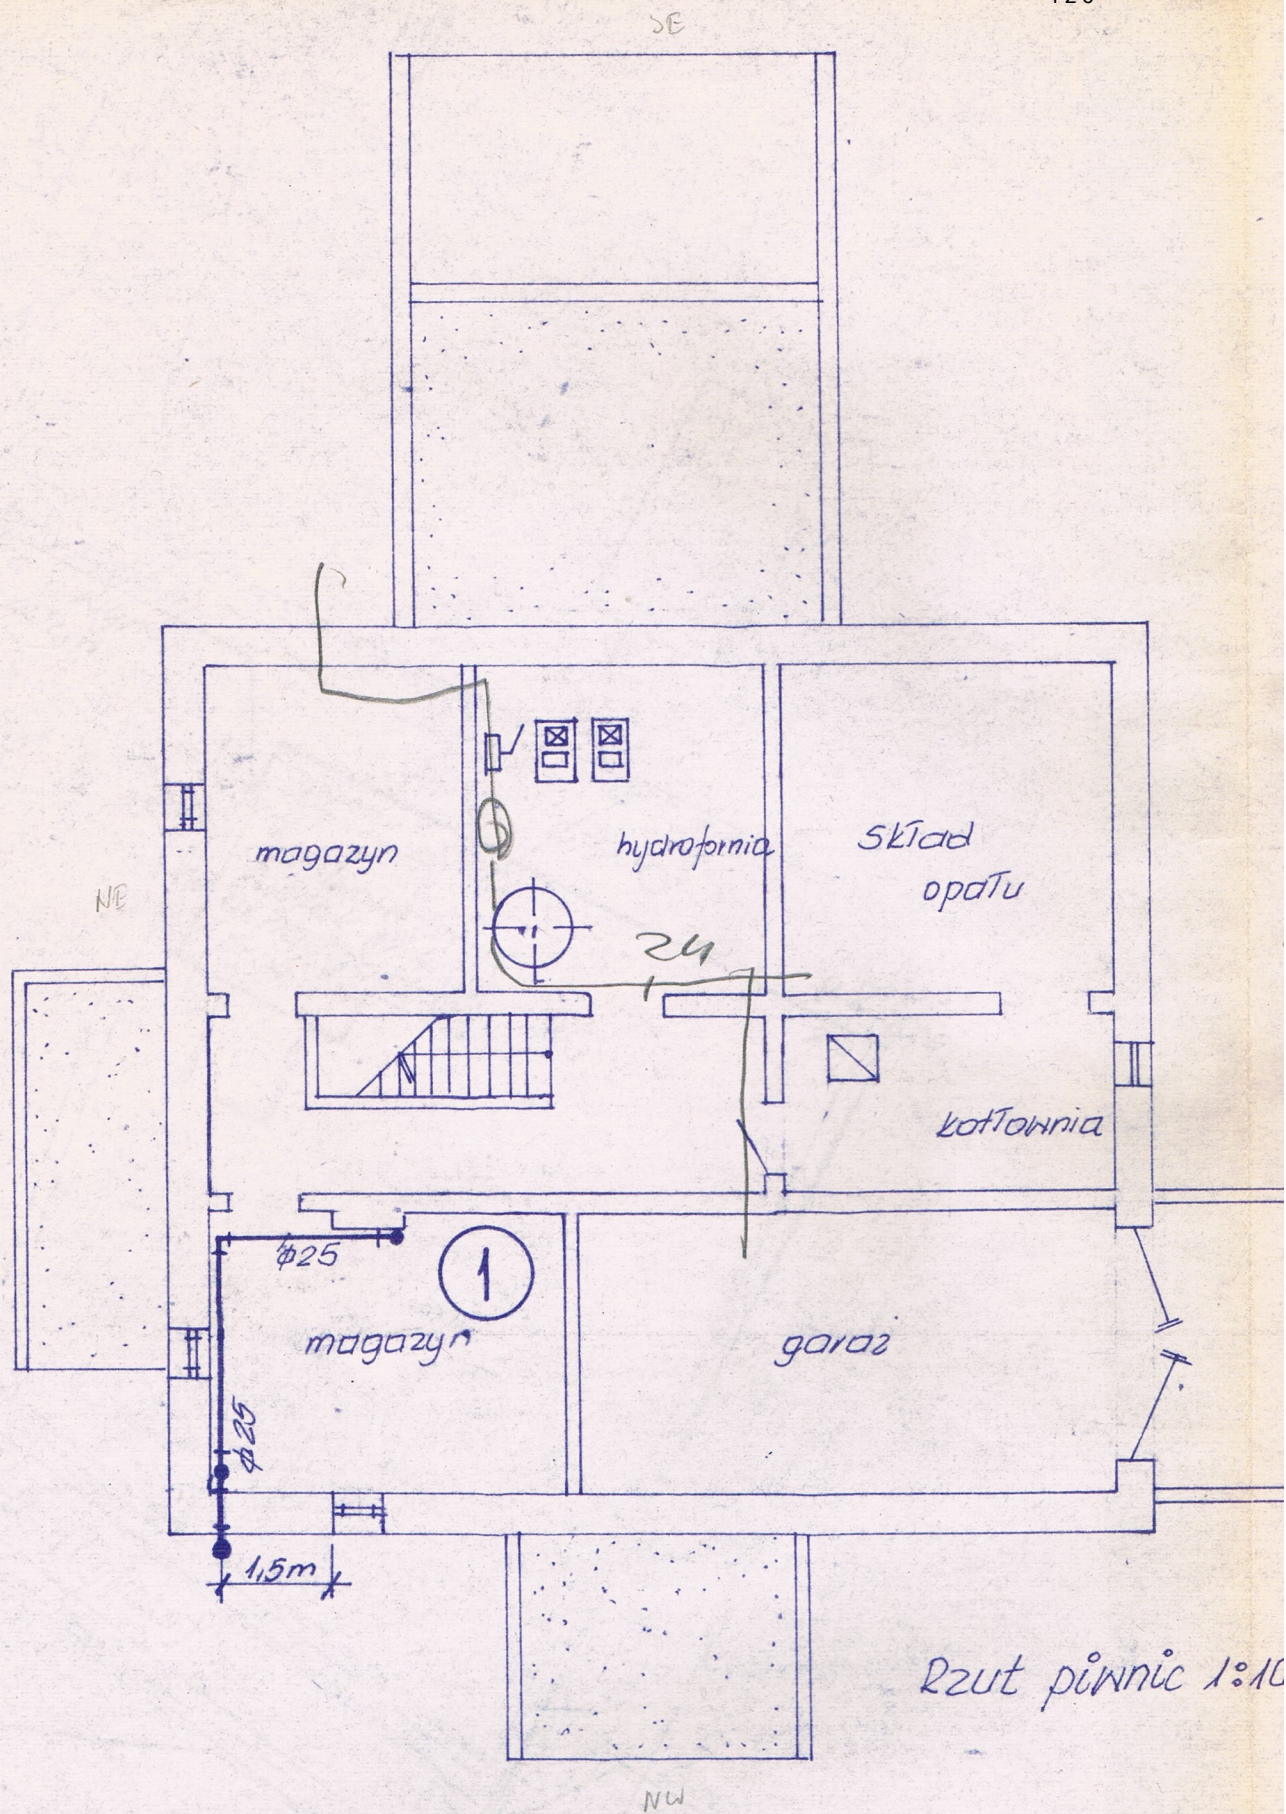 SE
magazyn
hydrofornia
Skład
opału
NE
24
kotłownia
ϕ25
1
magazyn
garaż
ϕ25
1,5m
Rzut piwnic 1:10
NW